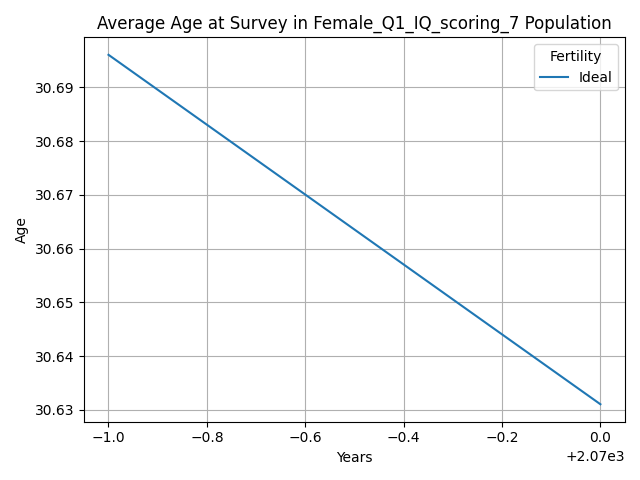 Average Age at Survey in Female_Q1_IQ_scoring_7 Population
Fertility
Ideal
30.69
30.68
30.67
30.66
30.65
30.64
30.63
Age
−1.0 −0.8 −0.6 −0.4 −0.2 0.0
Years
+2.07e3